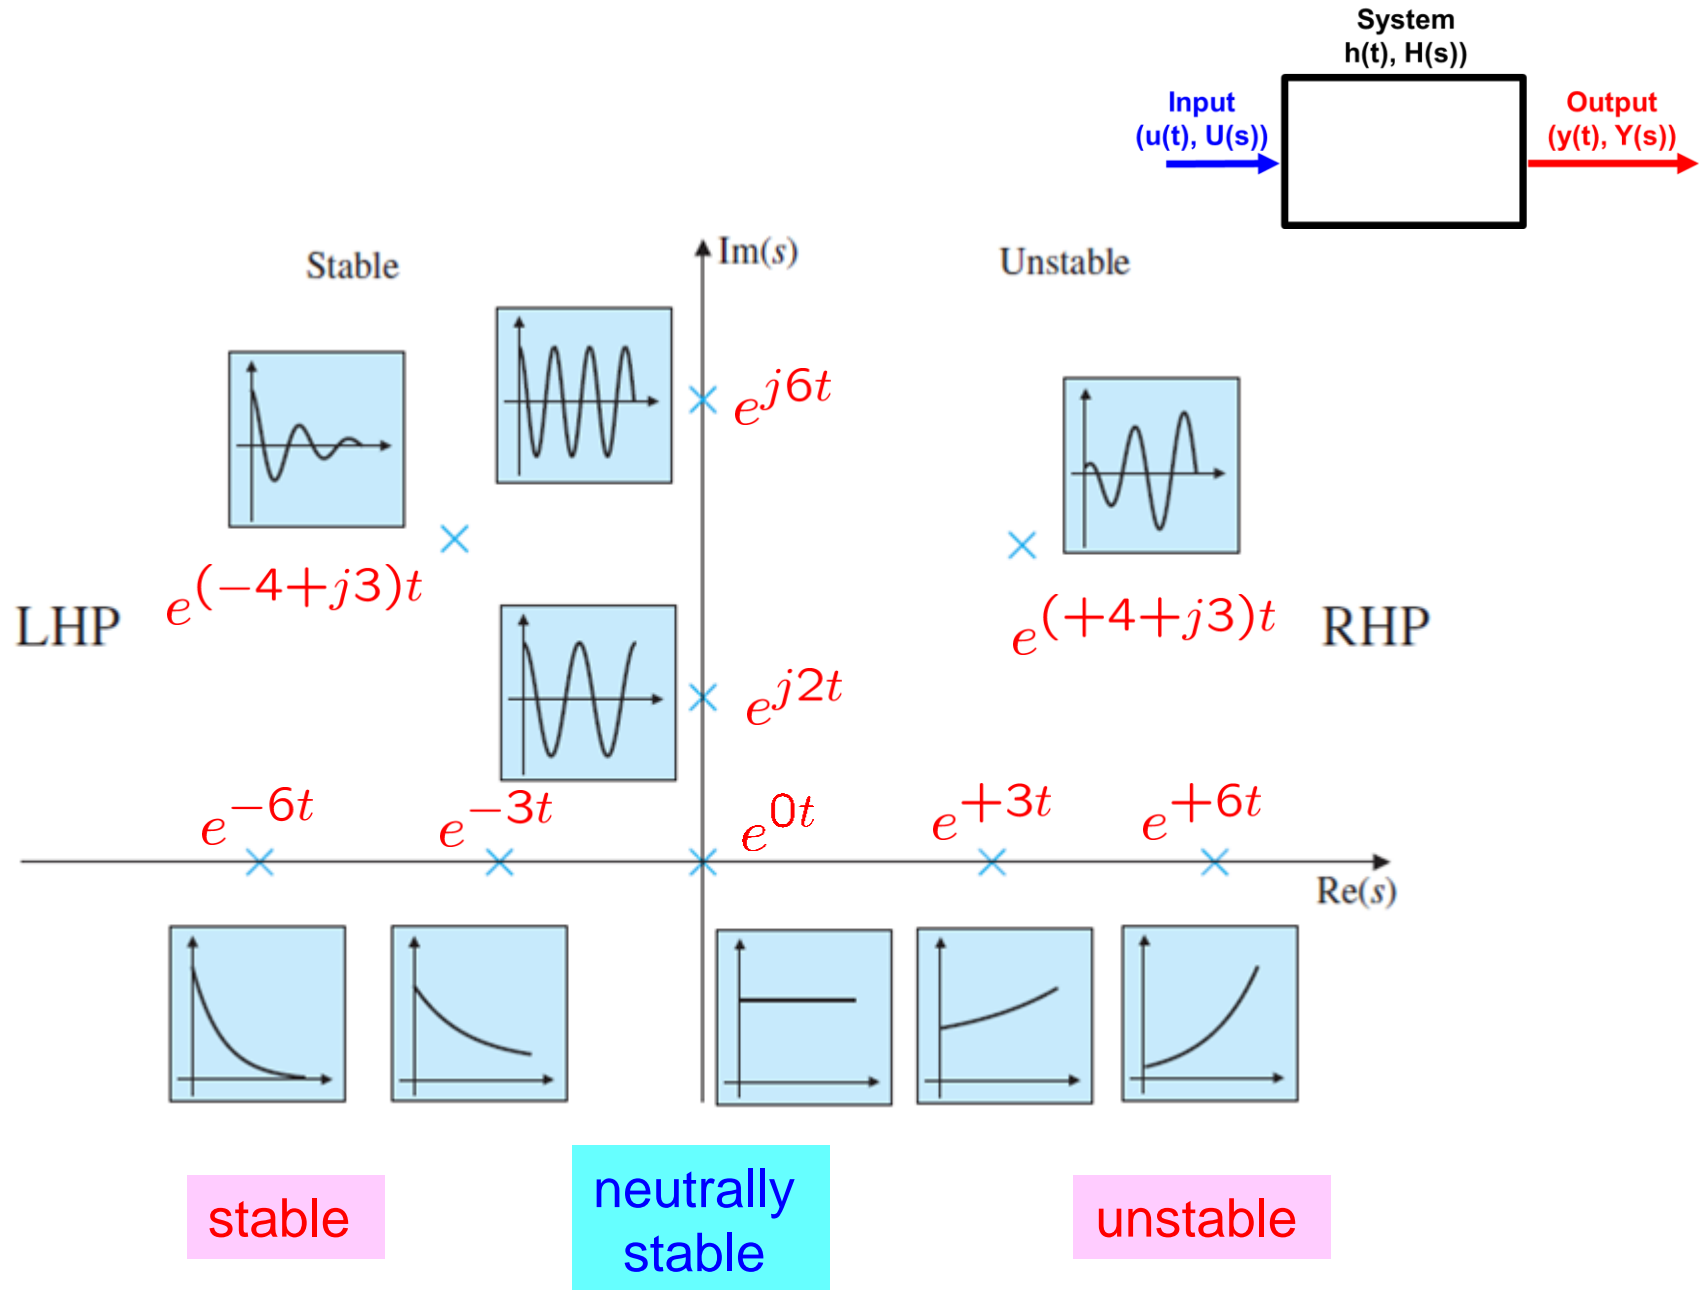 System
h(t), H(s))
Input
(u(t), U(s))
Output
(y(t), Y(s))
Stable
Im(s)
Unstable
e^{j6t}
e^{(-4+j3)t}
e^{(+4+j3)t}
LHP
RHP
e^{j2t}
e^{-6t}
e^{-3t}
e^{0t}
e^{+3t}
e^{+6t}
Re(s)
stable
neutrally
stable
unstable